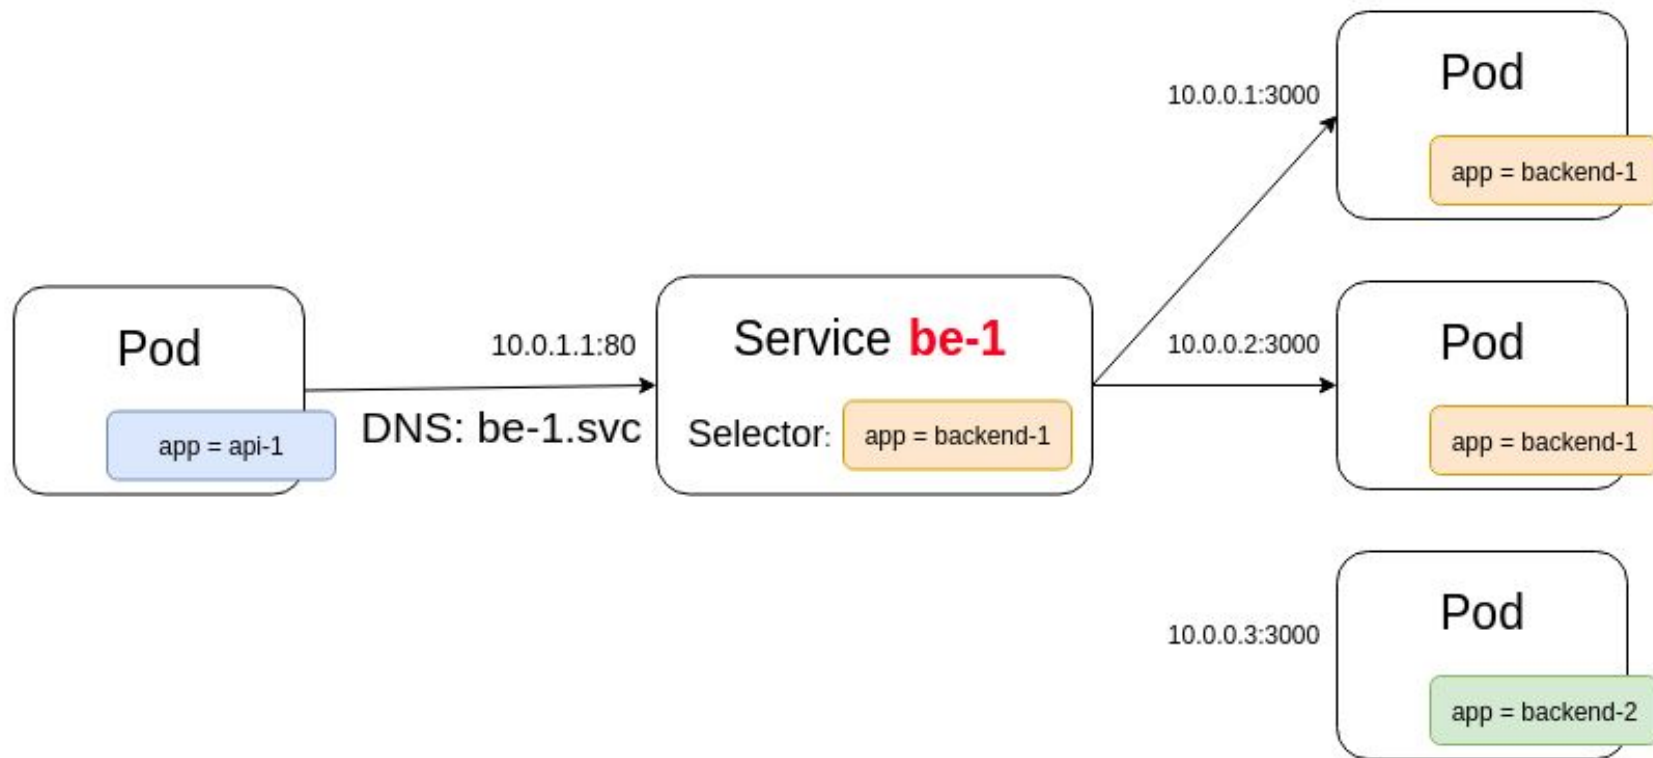 Pod
app = api-1
10.0.1.1:80
DNS: be-1.svc
Service be-1
Selector: app = backend-1
10.0.0.1:3000
Pod
app = backend-1
10.0.0.2:3000
Pod
app = backend-1
10.0.0.3:3000
Pod
app = backend-2